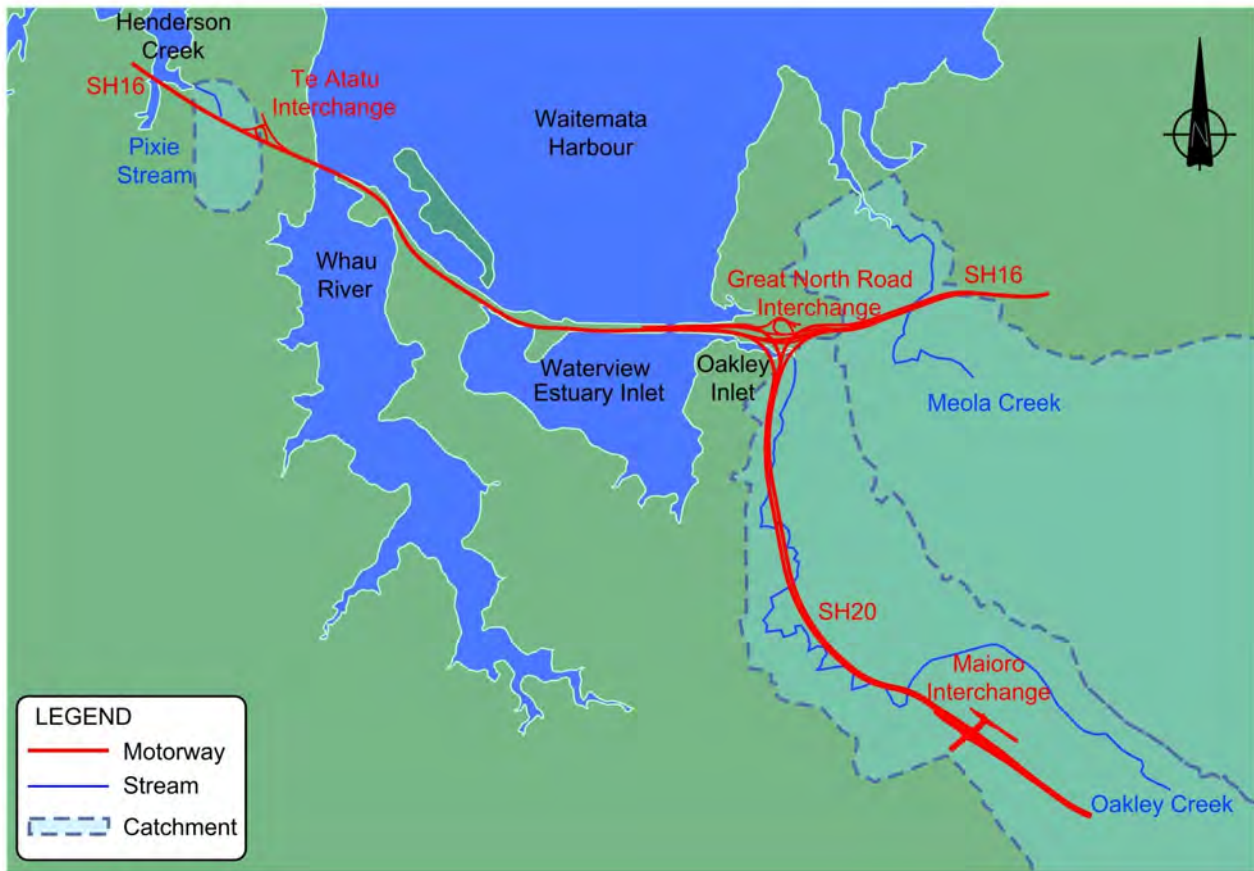 Henderson
Creek
SH16
Te Atatu
Interchange
Pixie
Stream
Waitemata
Harbour
N
Whau
River
Great North Road
Interchange
SH16
Waterview
Estuary Inlet
Oakley
Inlet
Meola Creek
SH20
Maioro
Interchange
Oakley Creek
LEGEND
Motorway
Stream
Catchment